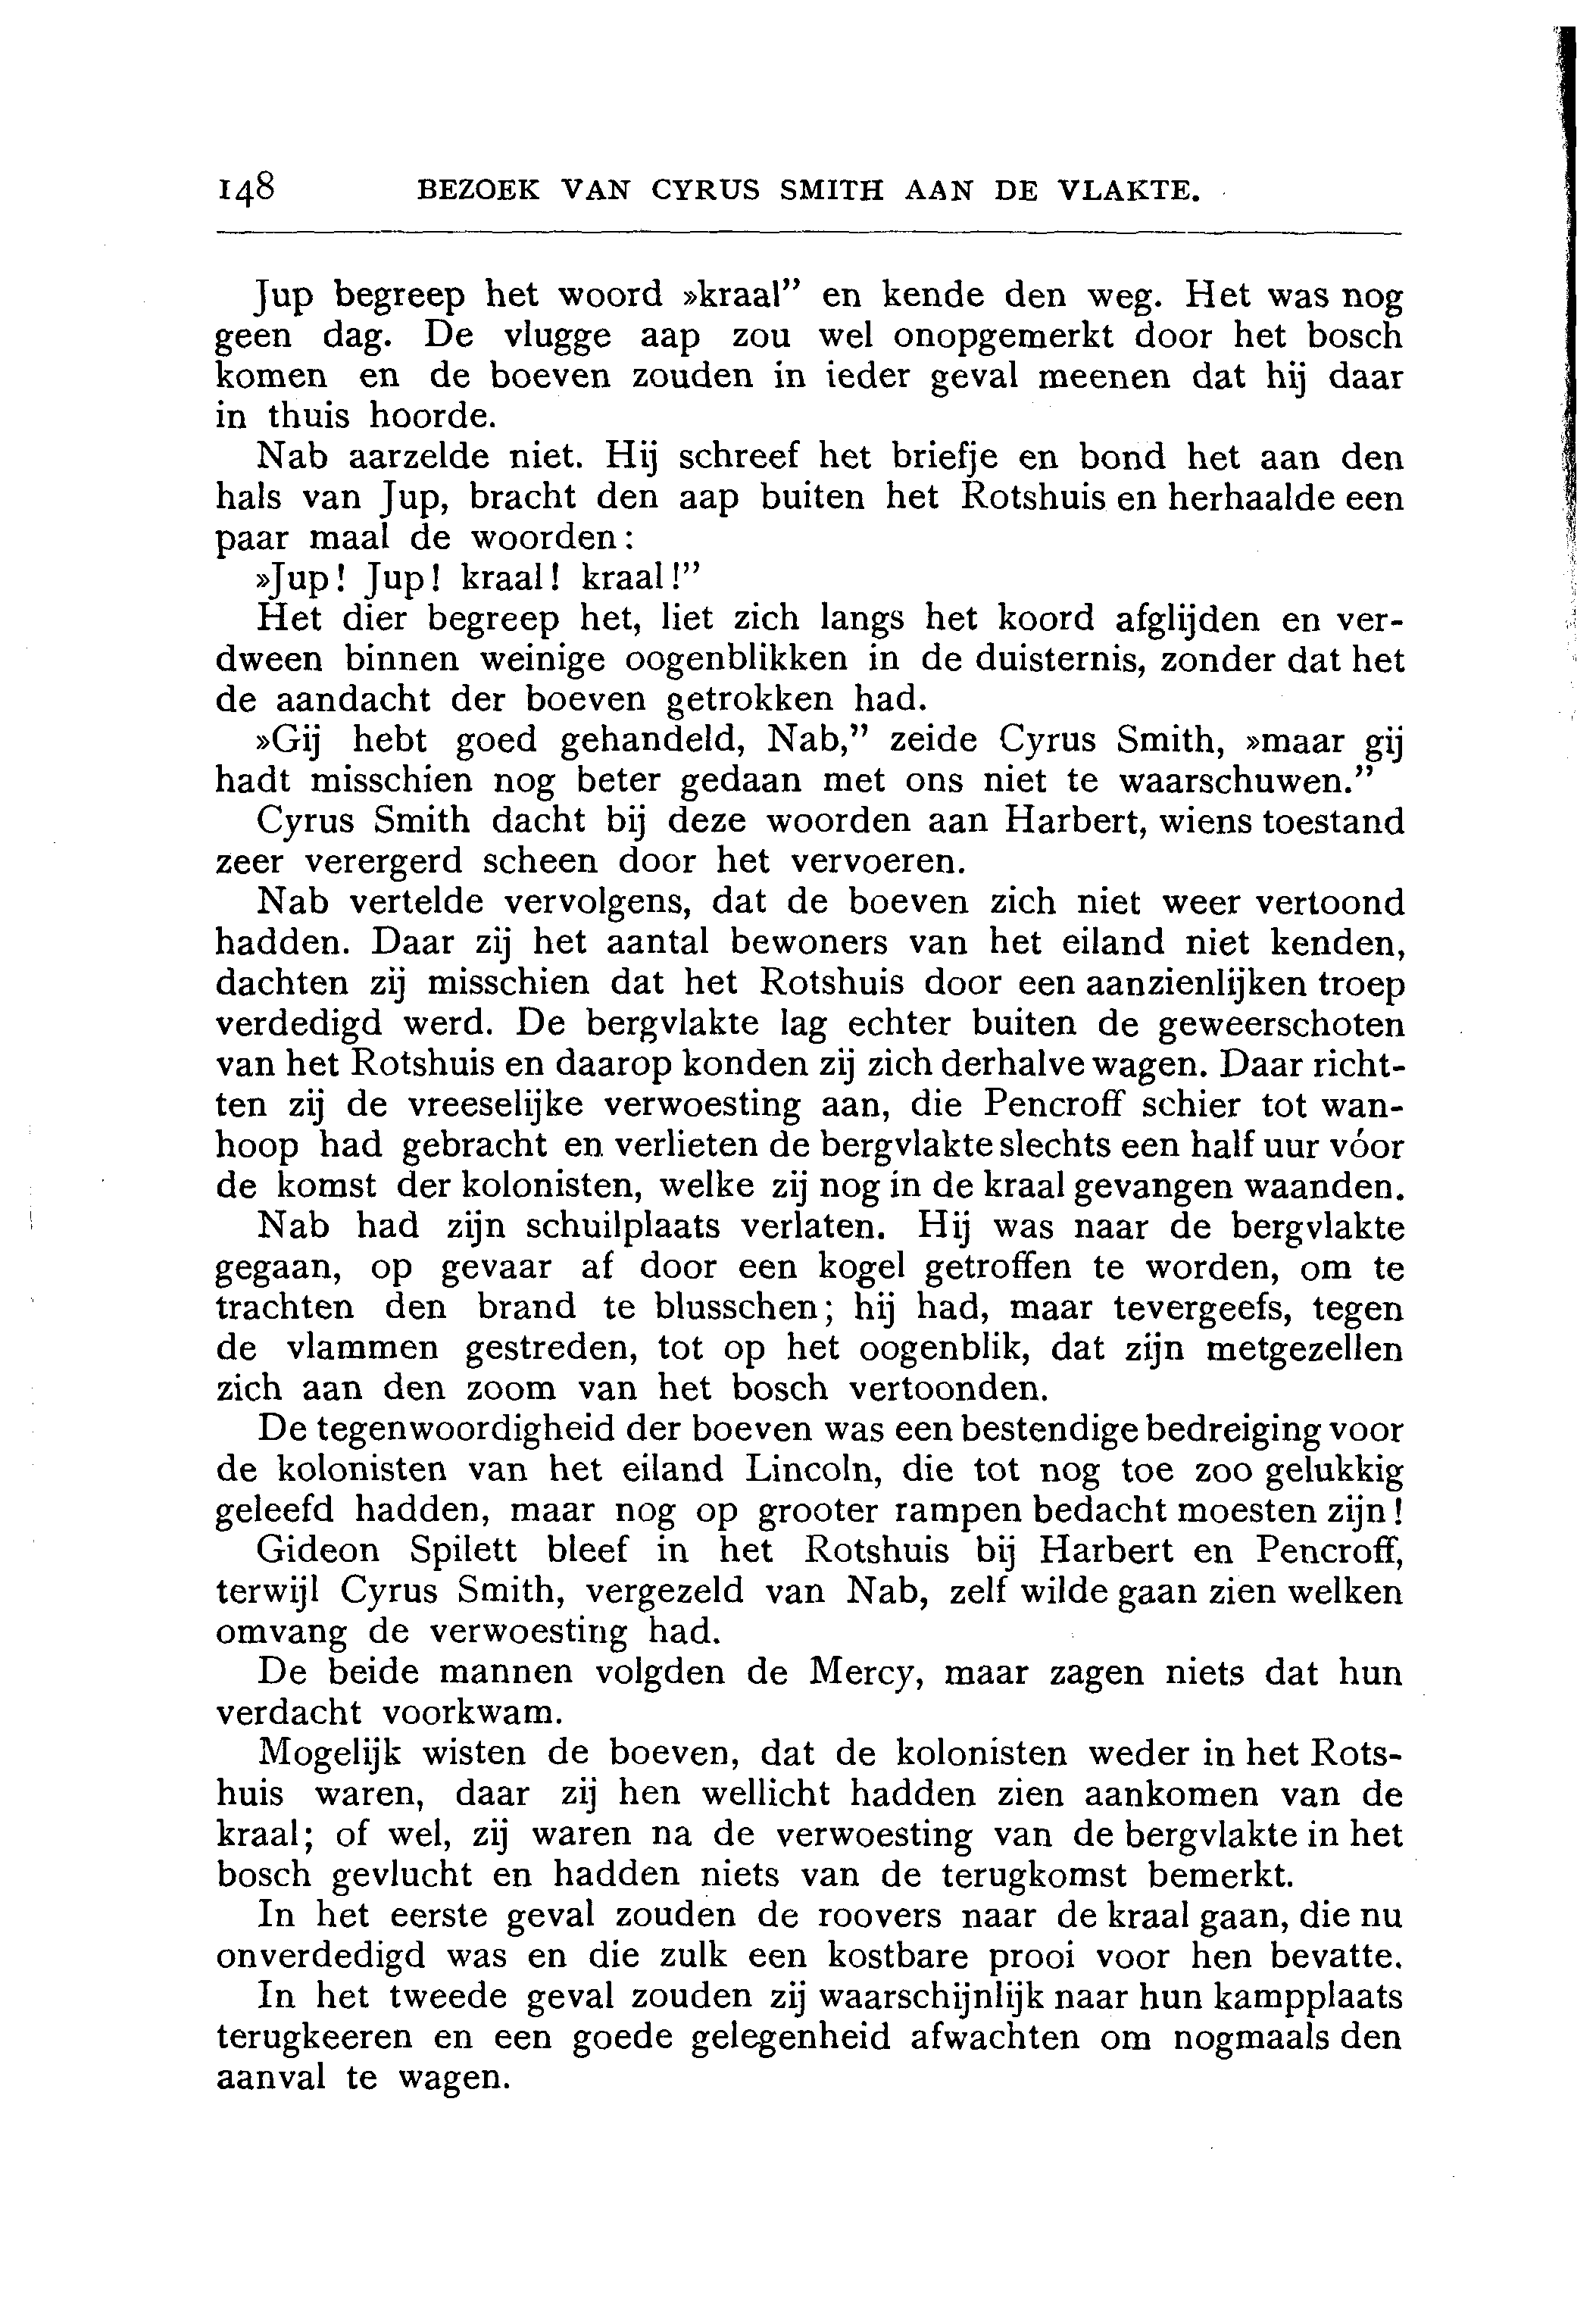 148 BEZOEK VAN CYRUS SMITH AAN DE VLAKTE.
Jup begreep het woord »kraal” en kende den weg. Het was nog
geen dag. De vlugge aap zou wel onopgemerkt door het bosch
komen en de boeven zouden in ieder geval meenen dat hij daar
in thuis hoorde.
Nab aarzelde niet. Hij schreef het briefje en bond het aan den
hals van Jup, bracht den aap buiten het Rotshuis en herhaalde een
paar maal de woorden:
»Jup! Jup! kraal! kraal!”
Het dier begreep het, liet zich langs het koord afglijden en ver-
dween binnen weinige oogenblikken in de duisternis, zonder dat het
de aandacht der boeven getrokken had.
»Gij hebt goed gehandeld, Nab,” zeide Cyrus Smith, »maar gij
hadt misschien nog beter gedaan met ons niet te waarschuwen.”
Cyrus Smith dacht bij deze woorden aan Harbert, wiens toestand
zeer verergerd scheen door het vervoeren.
Nab vertelde vervolgens, dat de boeven zich niet weer vertoond
hadden. Daar zij het aantal bewoners van het eiland niet kenden,
dachten zij misschien dat het Rotshuis door een aanzienlijken troep
verdedigd werd. De bergvlakte lag echter buiten de geweerschoten
van het Rotshuis en daarop konden zij zich derhalve wagen. Daar richt-
ten zij de vreeselijke verwoesting aan, die Pencroff schier tot wan-
hoop had gebracht en verlieten de bergvlakte slechts een half uur vóor
de komst der kolonisten, welke zij nog in de kraal gevangen waanden.
Nab had zijn schuilplaats verlaten. Hij was naar de bergvlakte
gegaan, op gevaar af door een kogel getroffen te worden, om te
trachten den brand te blusschen; hij had, maar tevergeefs, tegen
de vlammen gestreden, tot op het oogenblik, dat zijn metgezellen
zich aan den zoom van het bosch vertoonden.
De tegenwoordigheid der boeven was een bestendige bedreiging voor
de kolonisten van het eiland Lincoln, die tot nog toe zoo gelukkig
geleefd hadden, maar nog op grooter rampen bedacht moesten zijn!
Gideon Spilett bleef in het Rotshuis bij Harbert en Pencroff,
terwijl Cyrus Smith, vergezeld van Nab, zelf wilde gaan zien welken
omvang de verwoesting had.
De beide mannen volgden de Mercy, maar zagen niets dat hun
verdacht voorkwam.
Mogelijk wisten de boeven, dat de kolonisten weder in het Rots-
huis waren, daar zij hen wellicht hadden zien aankomen van de
kraal; of wel, zij waren na de verwoesting van de bergvlakte in het
bosch gevlucht en hadden niets van de terugkomst bemerkt.
In het eerste geval zouden de roovers naar de kraal gaan, die nu
onverdedigd was en die zulk een kostbare prooi voor hen bevatte.
In het tweede geval zouden zij waarschijnlijk naar hun kampplaats
terugkeeren en een goede gelegenheid afwachten om nogmaals den
aanval te wagen.